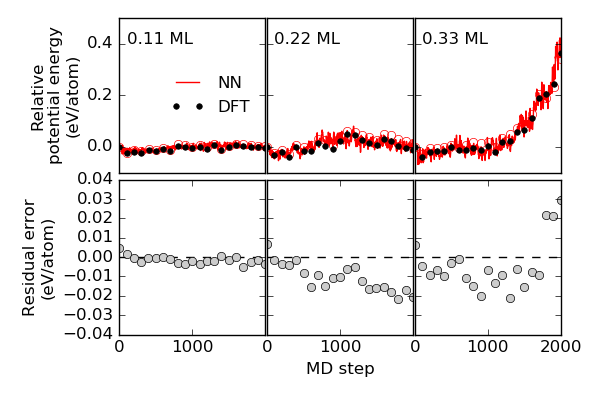 0.11 ML
0.22 ML
0.33 ML
NN
DFT
Relative
potential energy
(eV/atom)
0.4
0.2
0.0
Residual error
(eV/atom)
0.04
0.03
0.02
0.01
0.00
−0.01
−0.02
−0.03
−0.04
0 1000 0 1000 0 1000 2000
MD step